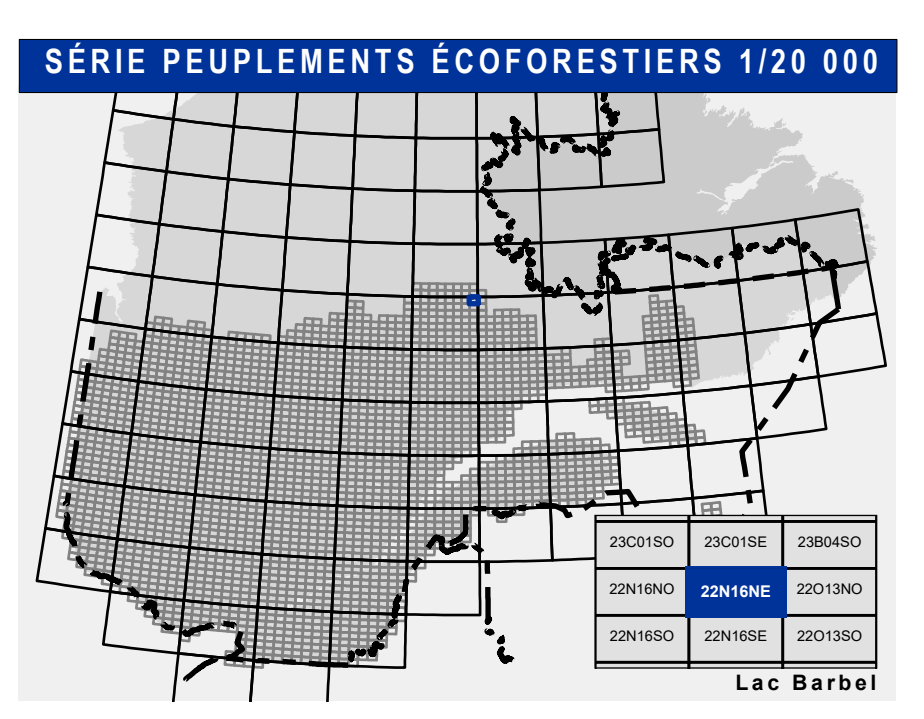 SÉRIE PEUPLEMENTS ÉCOFORESTIERS 1/20 000
23C01SO 23C01SE 23B04SO
22N16NO 22N16NE 22O13NO
22N16SO 22N16SE 22O13SO
Lac Barbel